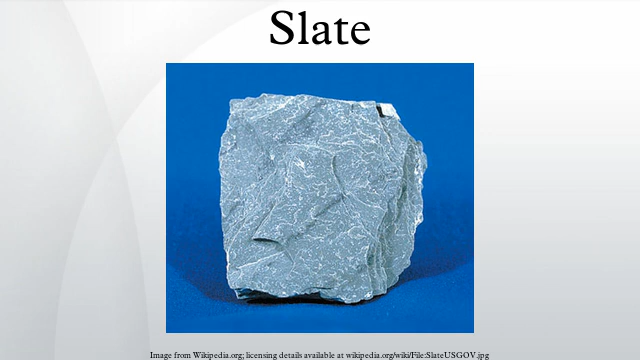 Slate
Image from Wikipedia.org; licensing details available at wikipedia.org/wiki/File:SlateUSGOV.jpg